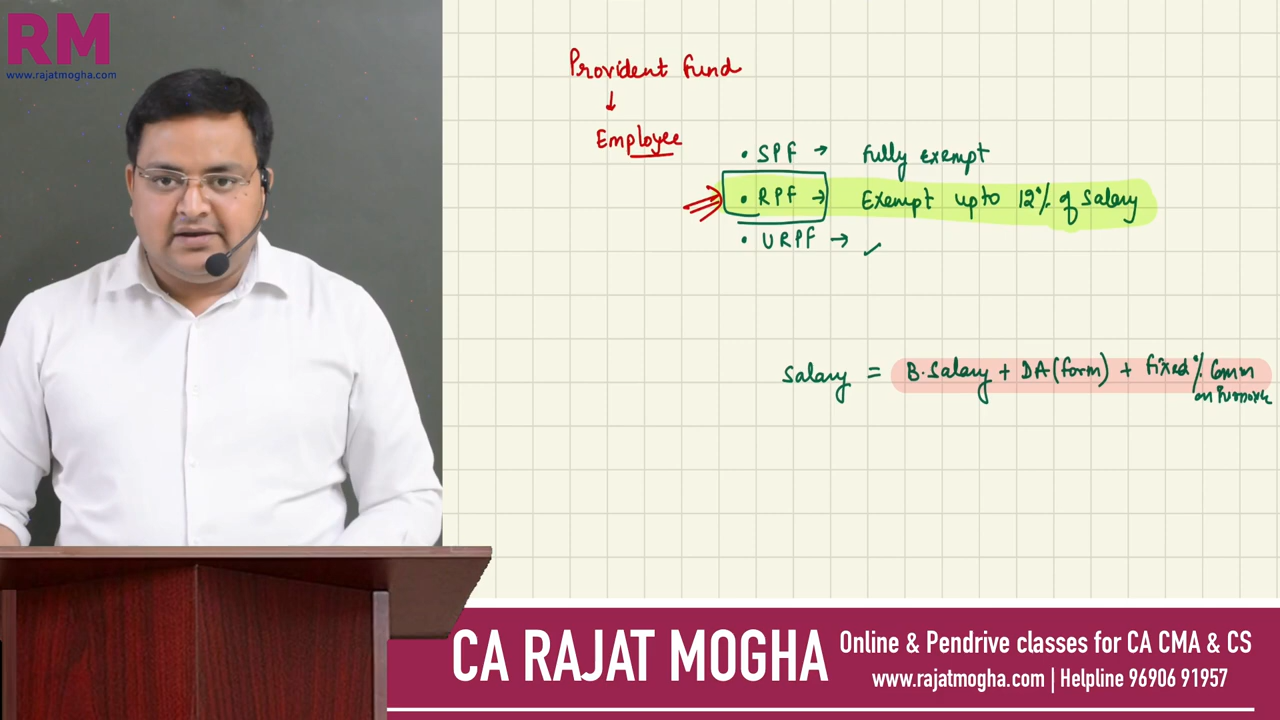 RM
www.rajatmogha.com
Provident fund
↓
Employee
• SPF → fully exempt
• RPF → Exempt upto 12% of Salary
• URPF → ✓
Salary = B.Salary + DA(form) + fixed % Comm
on
CA RAJAT MOGHA
Online & Pendrive classes for CA CMA & CS
www.rajatmogha.com | Helpline 96906 91957